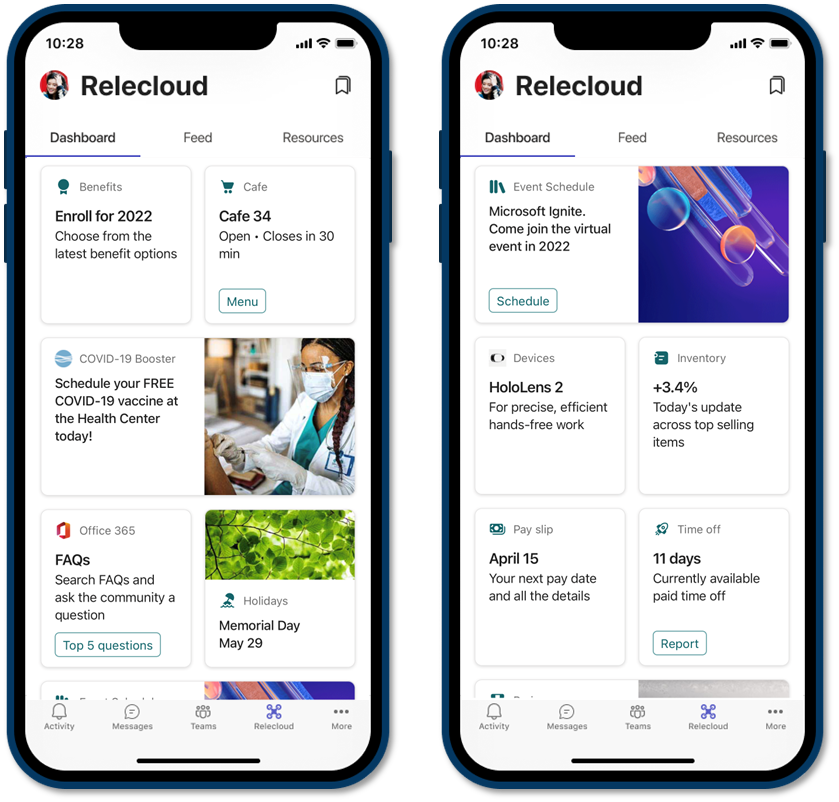 10:28
Relecloud
Dashboard Feed Resources
Benefits
Enroll for 2022
Choose from the
latest benefit options
Cafe
Cafe 34
Open • Closes in 30
min
Menu
COVID-19 Booster
Schedule your FREE
COVID-19 vaccine at
the Health Center
today!
Office 365
FAQs
Search FAQs and
ask the community a
question
Top 5 questions
Holidays
Memorial Day
May 29
Activity Messages Teams Relecloud More
10:28
Relecloud
Dashboard Feed Resources
Event Schedule
Microsoft Ignite.
Come join the virtual
event in 2022
Schedule
Devices
HoloLens 2
For precise, efficient
hands-free work
Inventory
+3.4%
Today's update
across top selling
items
Pay slip
April 15
Your next pay date
and all the details
Time off
11 days
Currently available
paid time off
Report
Activity Messages Teams Relecloud More